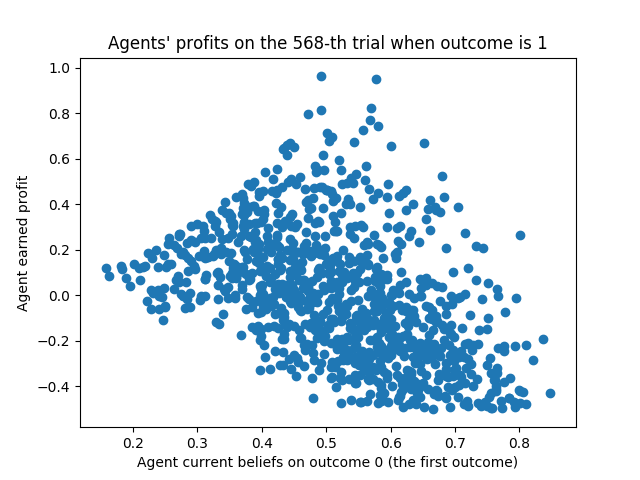 Agents' profits on the 568-th trial when outcome is 1
1.0
0.8
0.6
0.4
0.2
0.0
−0.2
−0.4
Agent earned profit
0.2 0.3 0.4 0.5 0.6 0.7 0.8
Agent current beliefs on outcome 0 (the first outcome)